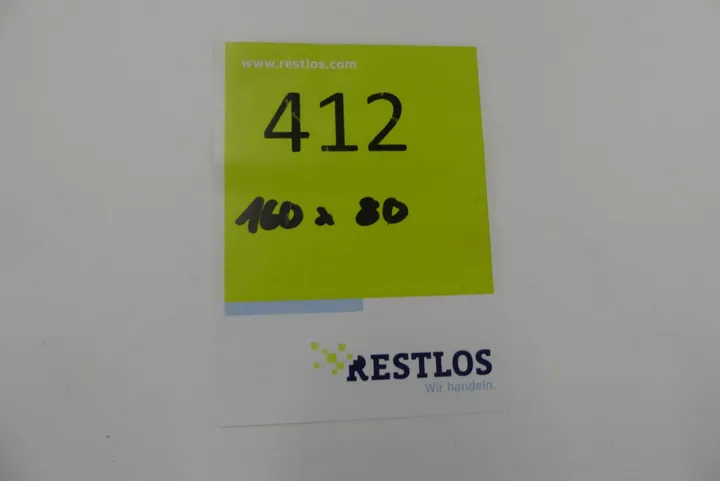 www.restlos.com
412
160 x 80
RESTLOS
Wir handeln.